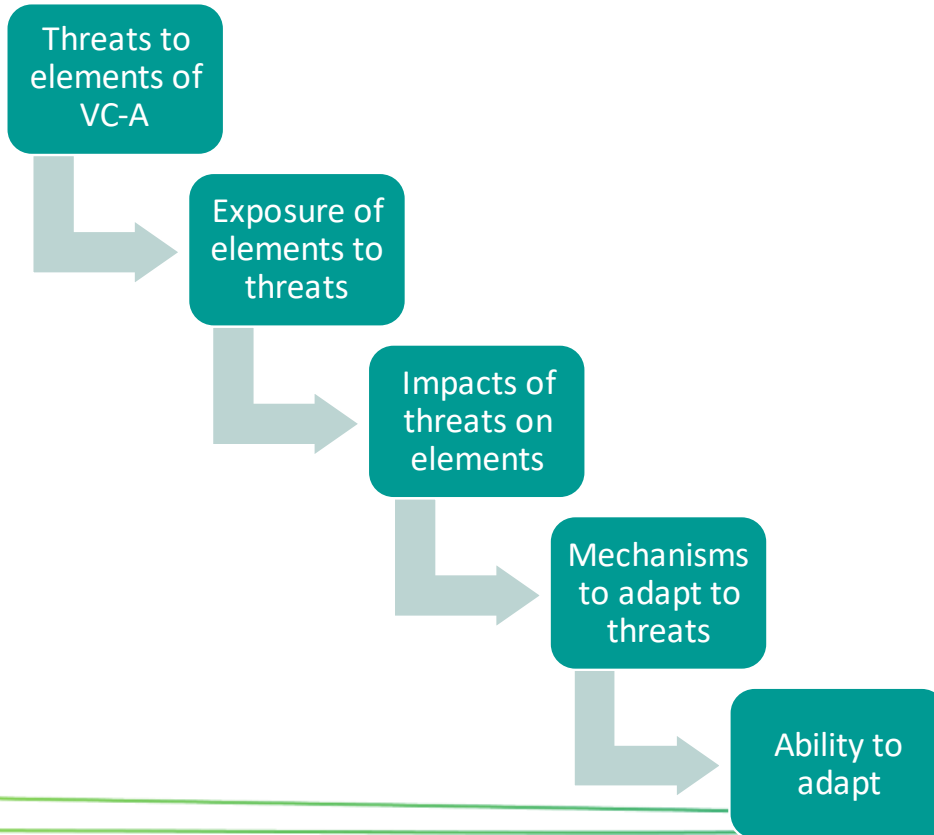 Threats to
elements of
VC-A
Exposure of
elements to
threats
Impacts of
threats on
elements
Mechanisms
to adapt to
threats
Ability to
adapt